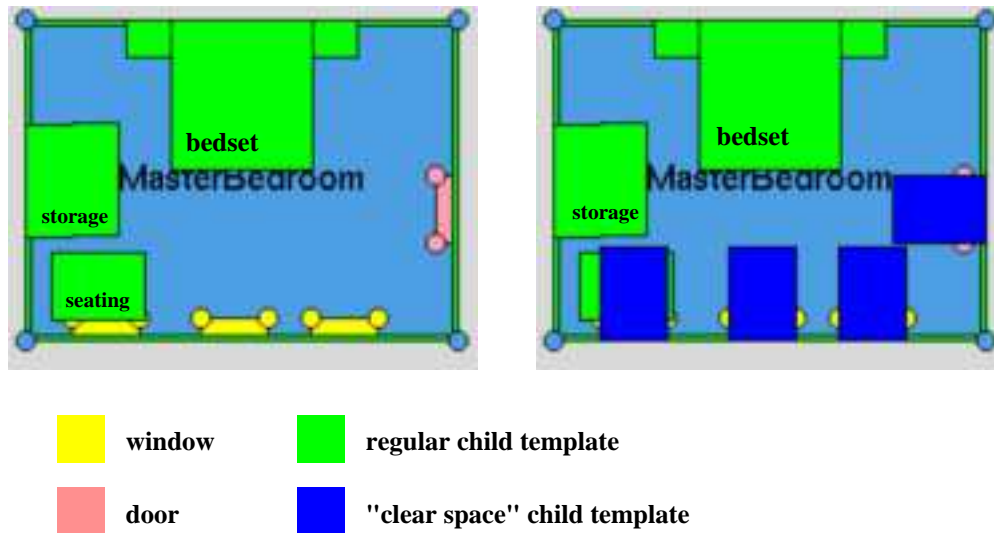 bedset
MasterBedroom
storage
seating
bedset
MasterBedroom
storage
window
regular child template
door
"clear space" child template